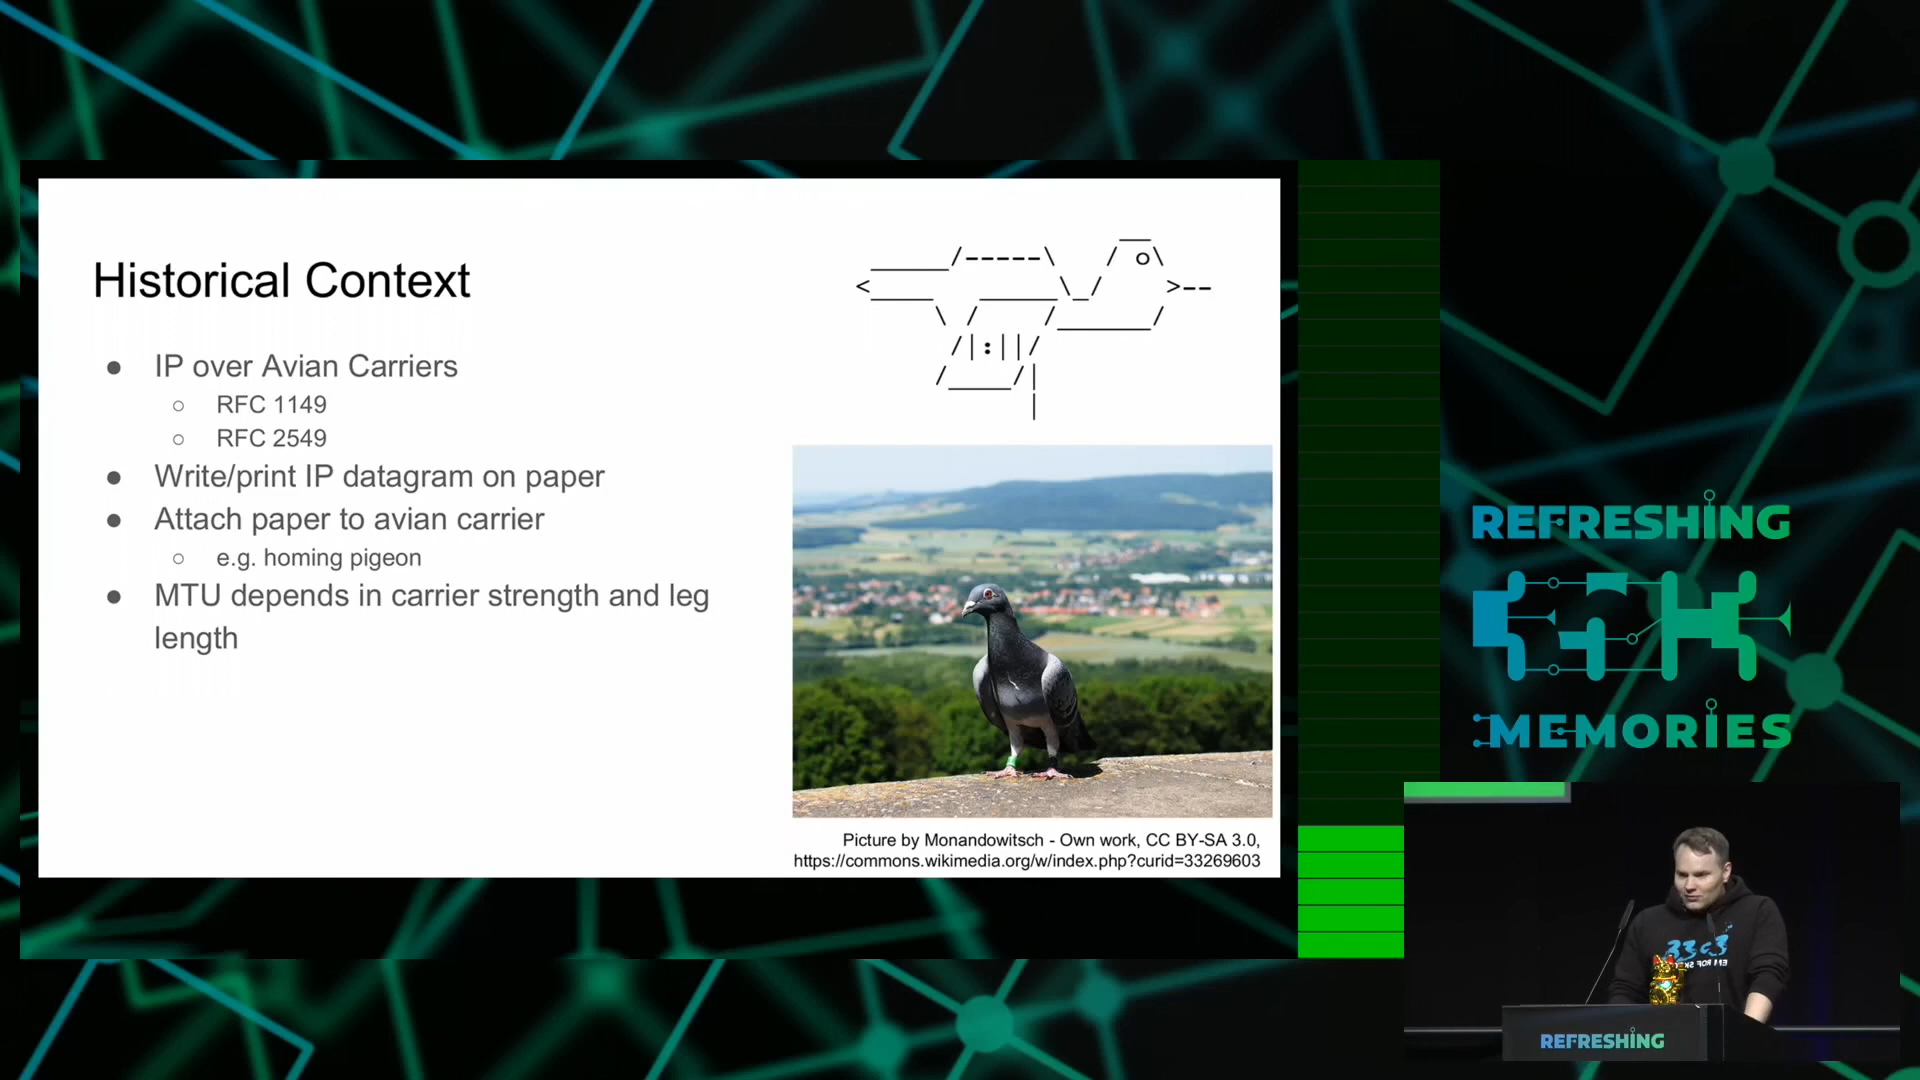 Historical Context
● IP over Avian Carriers
○ RFC 1149
○ RFC 2549
● Write/print IP datagram on paper
● Attach paper to avian carrier
○ e.g. homing pigeon
● MTU depends in carrier strength and leg
length
Picture by Monandowitsch - Own work, CC BY-SA 3.0,
https://commons.wikimedia.org/w/index.php?curid=33269603
REFRESHING
MEMORIES
33c3
REFRESHING